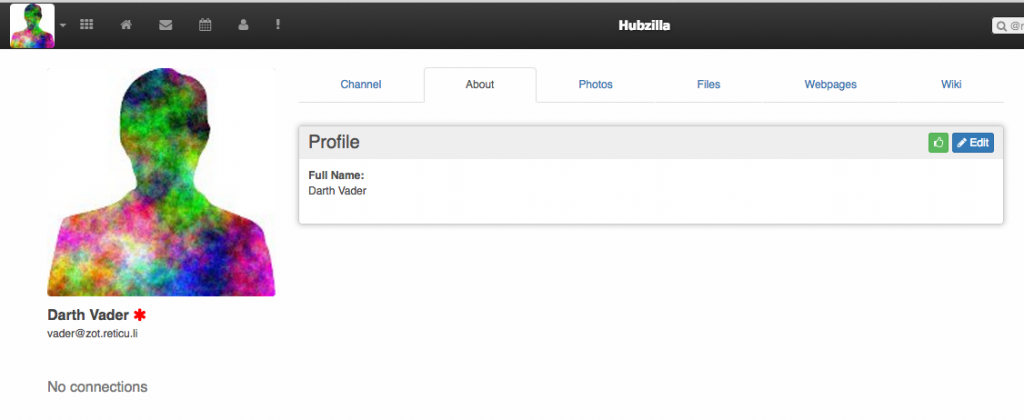 Hubzilla
Channel
About
Photos
Files
Webpages
Wiki
Profile
Edit
Full Name:
Darth Vader
Darth Vader
vader@zot.reticu.li
No connections